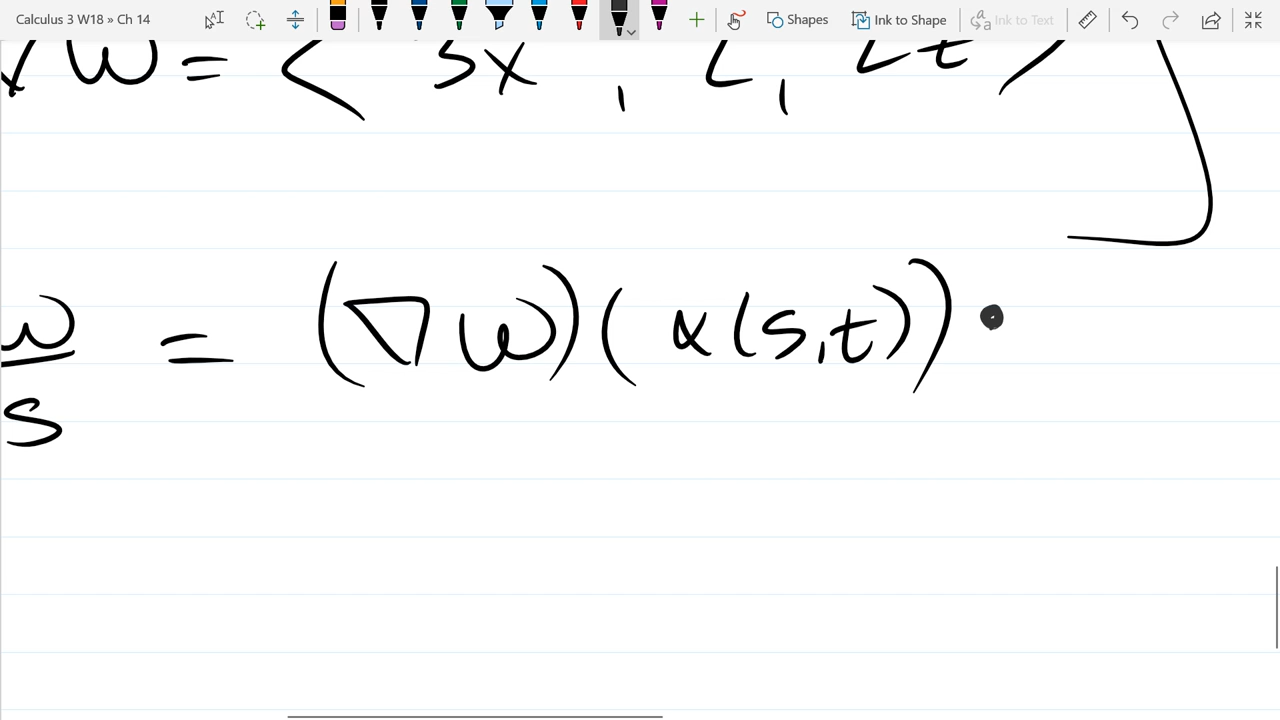 Calculus 3 W18 » Ch 14
Shapes
Ink to Shape
Ink to Text
∇w = ⟨ 3x , 2, 2t ⟩
w/s = (∇w)(α(s,t)) •